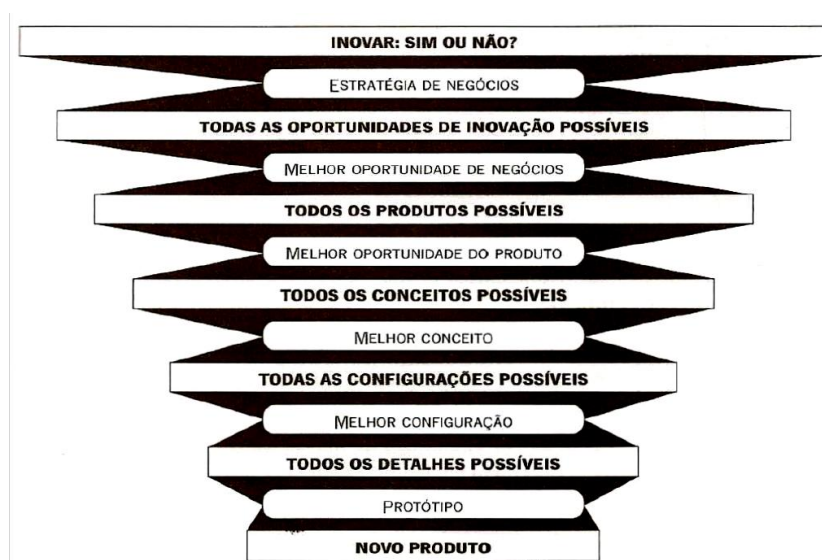 INOVAR: SIM OU NÃO?
ESTRATÉGIA DE NEGÓCIOS
TODAS AS OPORTUNIDADES DE INOVAÇÃO POSSÍVEIS
MELHOR OPORTUNIDADE DE NEGÓCIOS
TODOS OS PRODUTOS POSSÍVEIS
MELHOR OPORTUNIDADE DO PRODUTO
TODOS OS CONCEITOS POSSÍVEIS
MELHOR CONCEITO
TODAS AS CONFIGURAÇÕES POSSÍVEIS
MELHOR CONFIGURAÇÃO
TODOS OS DETALHES POSSÍVEIS
PROTÓTIPO
NOVO PRODUTO